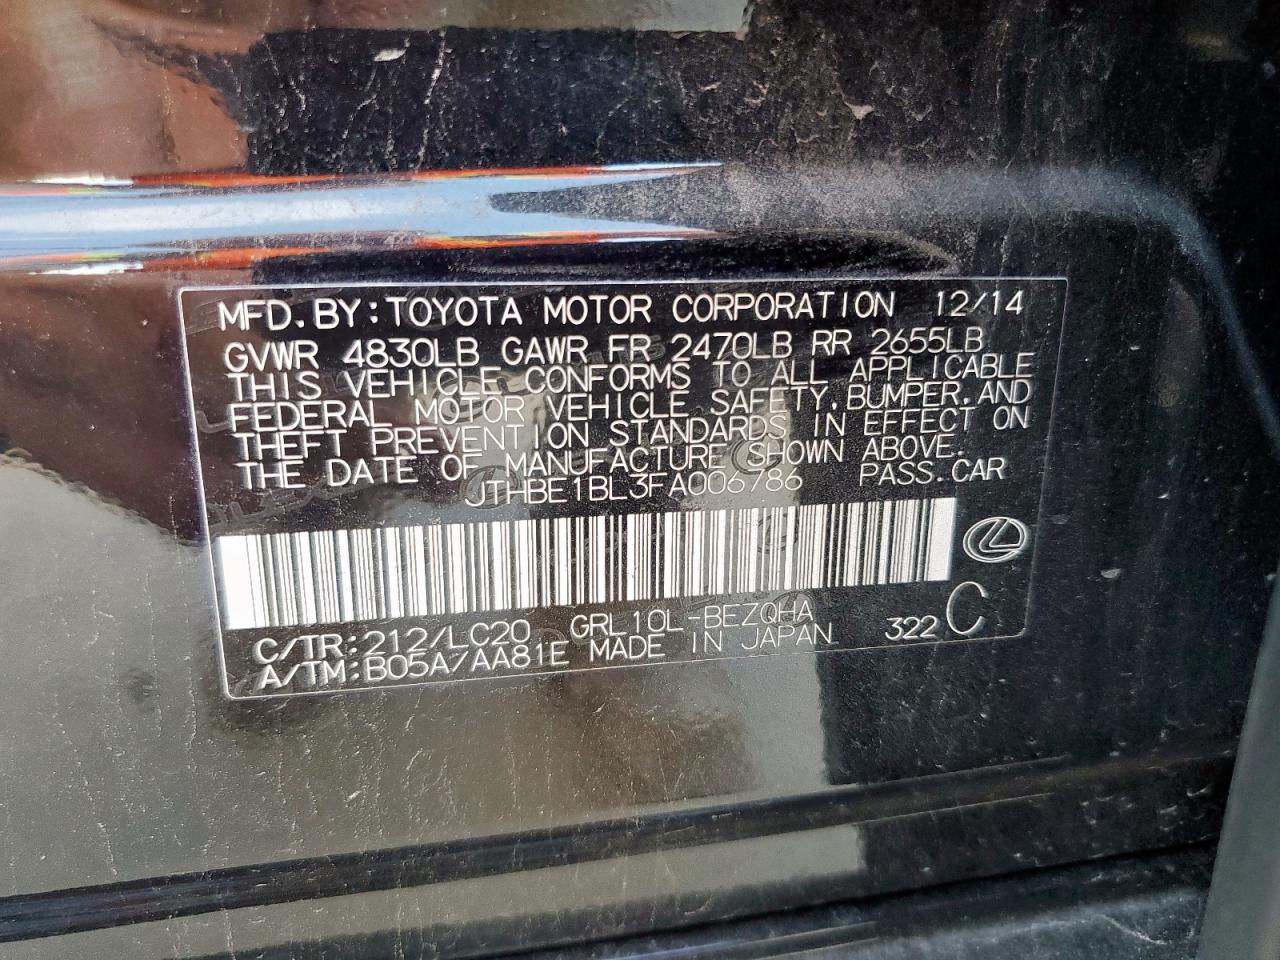 MFD.BY:TOYOTA MOTOR CORPORATION 12/14
GVWR 4830LB GAWR FR 2470LB RR 2655LB
THIS VEHICLE CONFORMS TO ALL APPLICABLE
FEDERAL MOTOR VEHICLE SAFETY,BUMPER,AND
THEFT PREVENTION STANDARDS IN EFFECT ON
THE DATE OF MANUFACTURE SHOWN ABOVE.
JTHBE1BL3FA006786 PASS.CAR
C/TR:212/LC20 GRL10L-BEZQHA 322 C
A/TM:B05A/AA81E MADE IN JAPAN